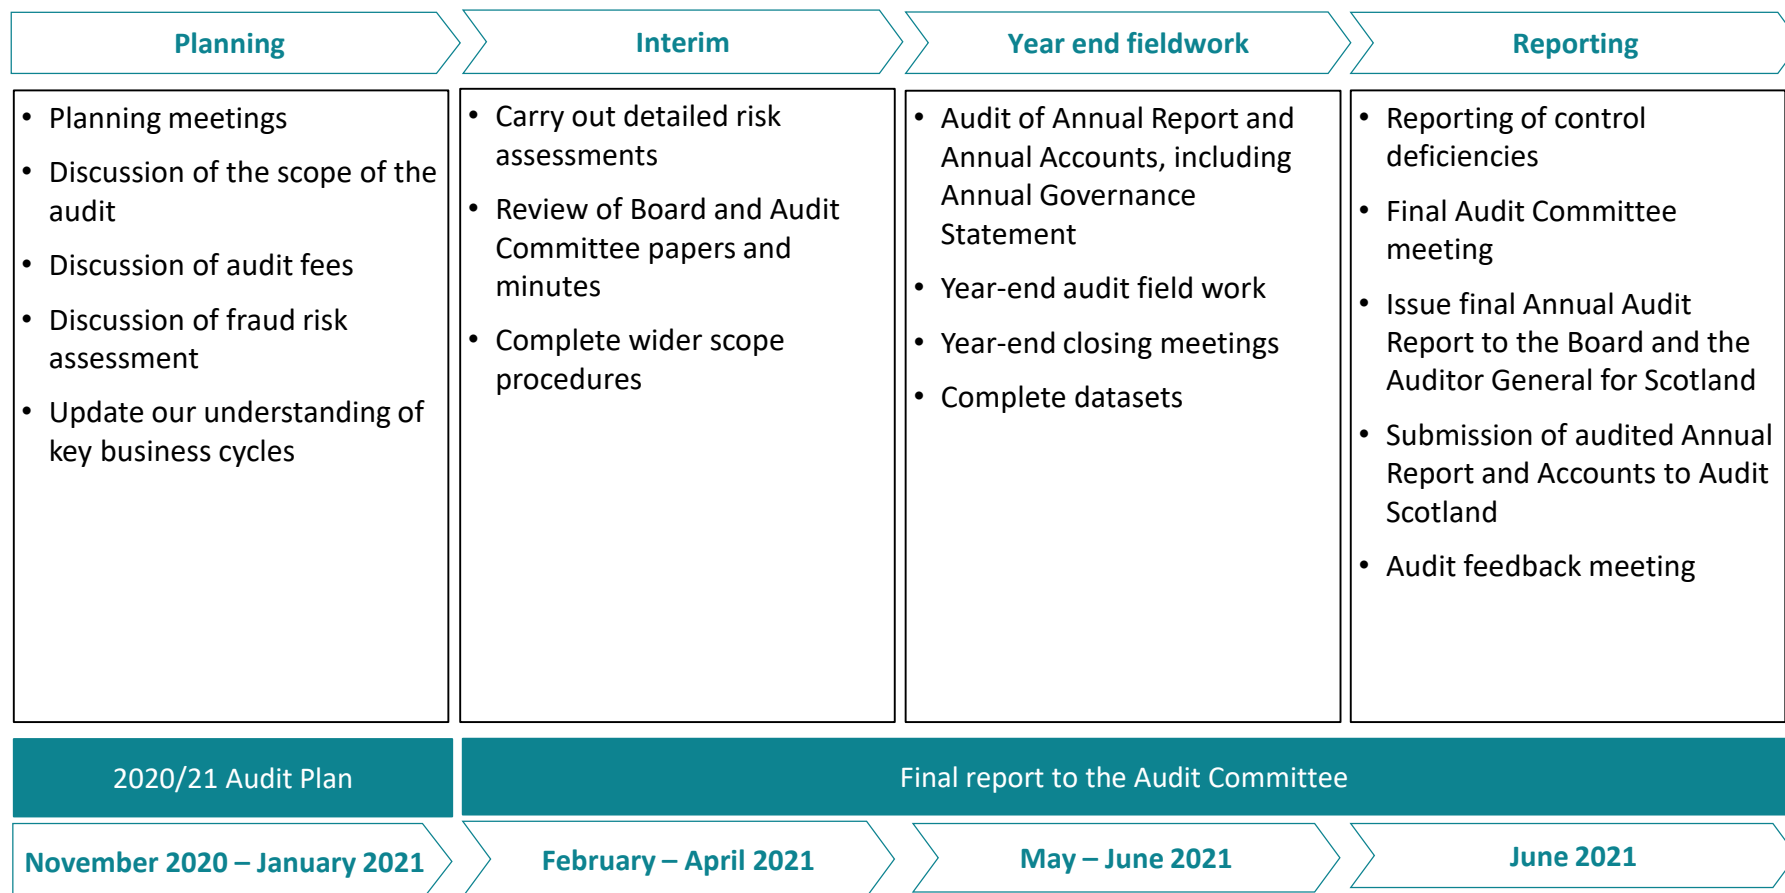 Planning
Interim
Year end fieldwork
Reporting
• Planning meetings
• Discussion of the scope of the
audit
• Discussion of audit fees
• Discussion of fraud risk
assessment
• Update our understanding of
key business cycles
• Carry out detailed risk
assessments
• Review of Board and Audit
Committee papers and
minutes
• Complete wider scope
procedures
• Audit of Annual Report and
Annual Accounts, including
Annual Governance
Statement
• Year-end audit field work
• Year-end closing meetings
• Complete datasets
• Reporting of control
deficiencies
• Final Audit Committee
meeting
• Issue final Annual Audit
Report to the Board and the
Auditor General for Scotland
• Submission of audited Annual
Report and Accounts to Audit
Scotland
• Audit feedback meeting
2020/21 Audit Plan
Final report to the Audit Committee
November 2020 – January 2021
February – April 2021
May – June 2021
June 2021